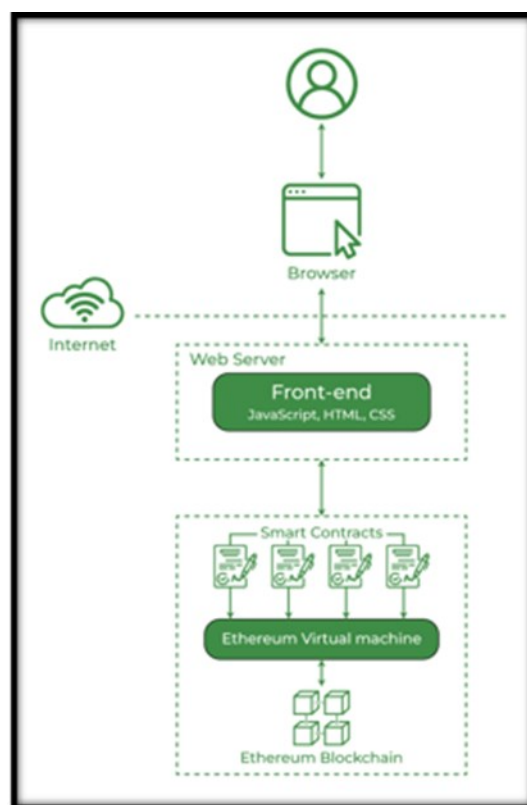 Browser
Internet
Web Server
Front-end
JavaScript, HTML, CSS
Smart Contracts
Ethereum Virtual machine
Ethereum Blockchain